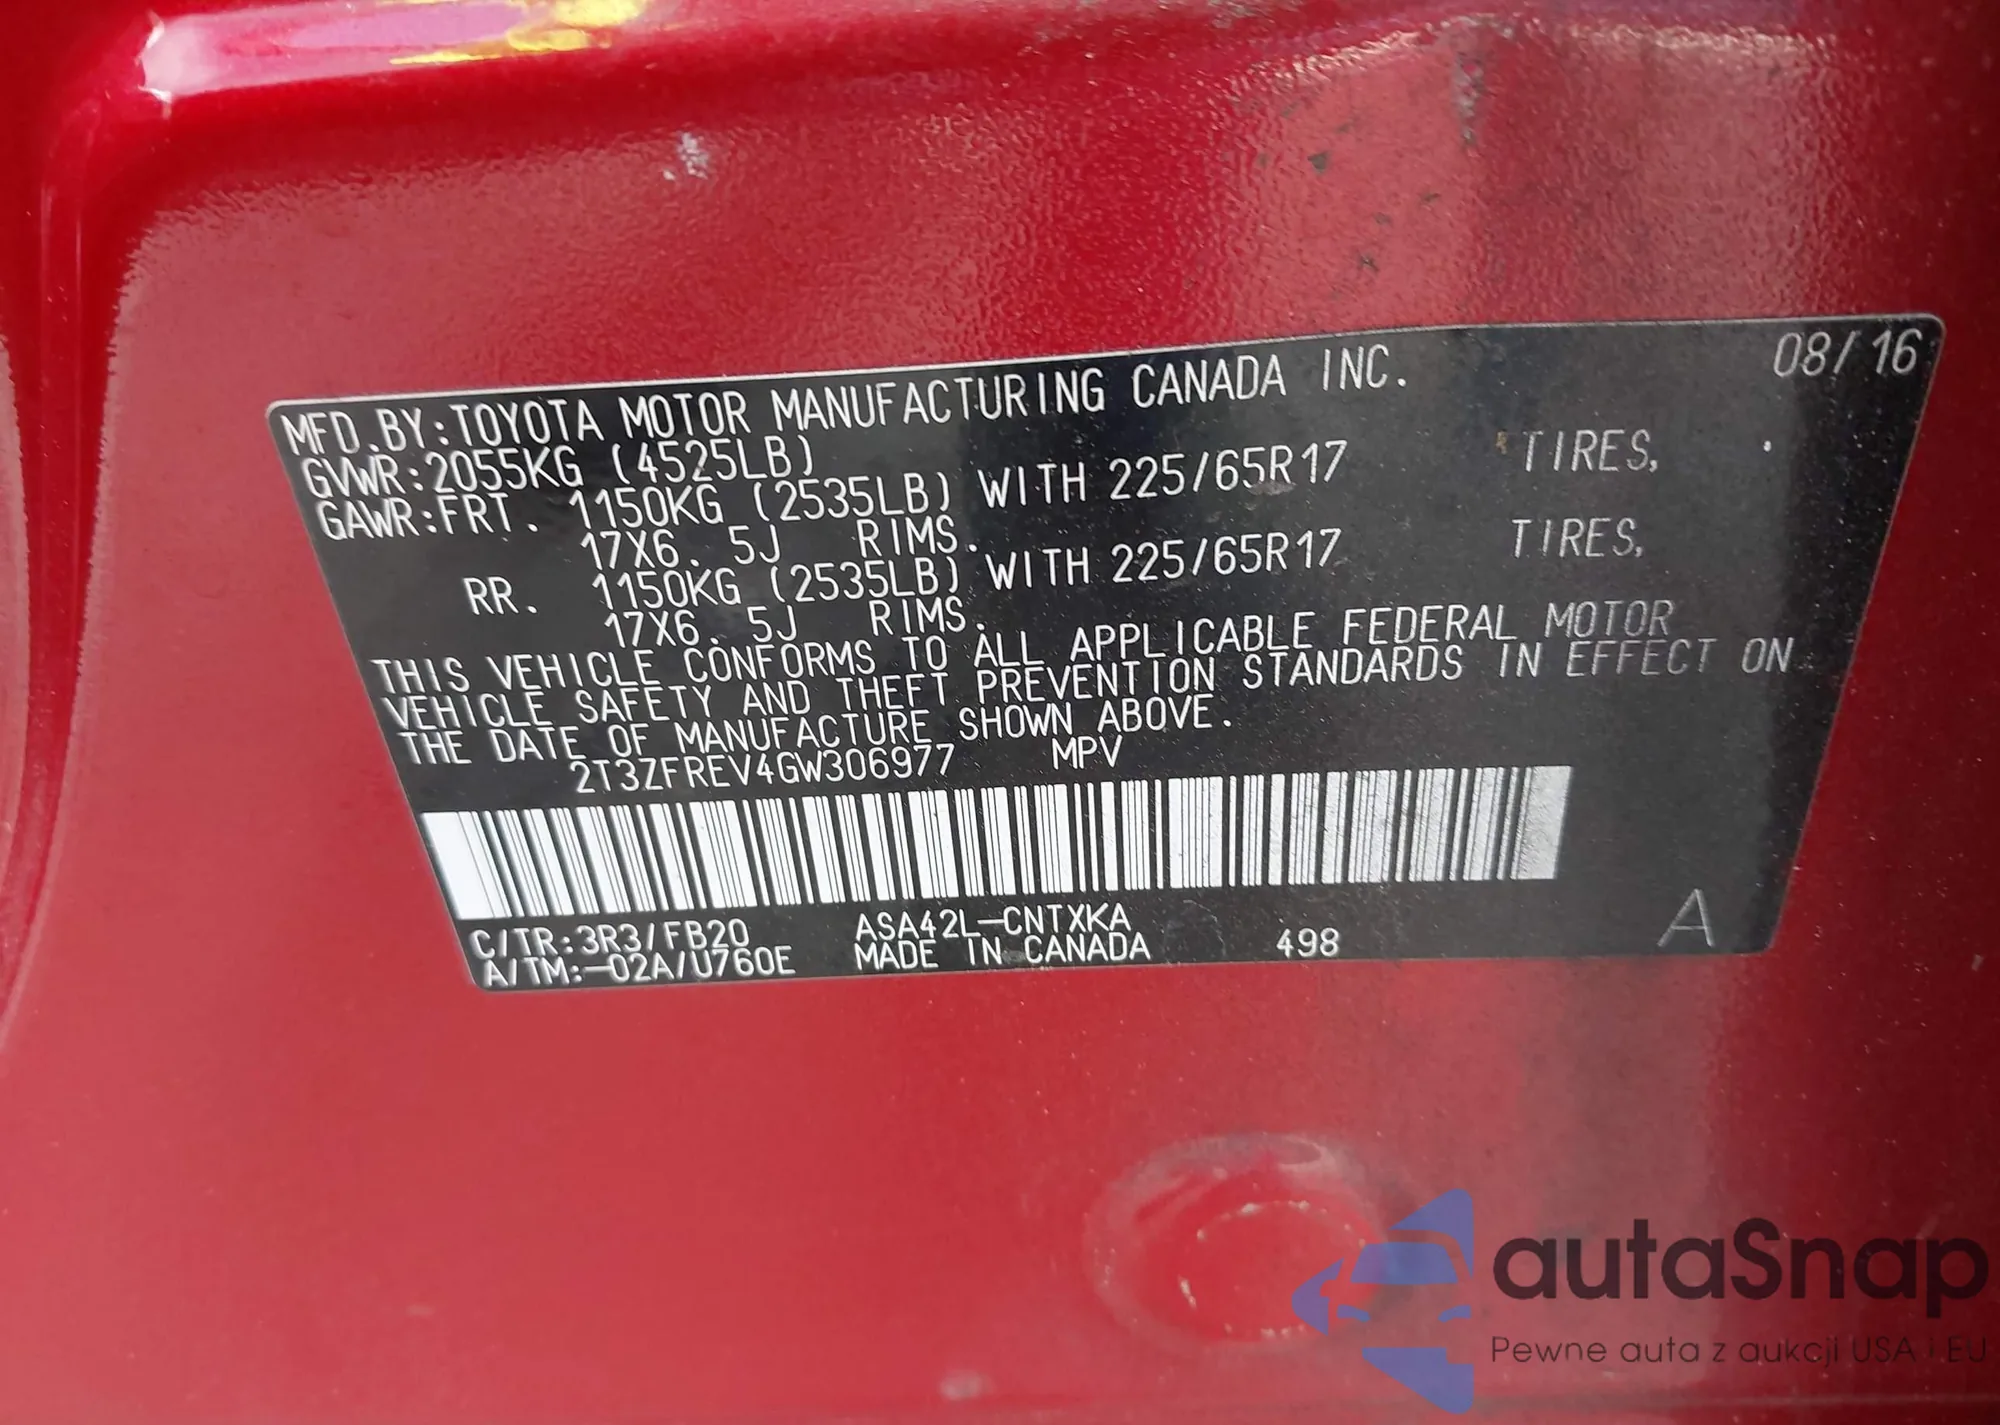 MFD.BY:TOYOTA MOTOR MANUFACTURING CANADA INC. 08/16
GVWR:2055KG (4525LB)
GAWR:FRT. 1150KG (2535LB) WITH 225/65R17 TIRES,
17X6.5J RIMS.
RR. 1150KG (2535LB) WITH 225/65R17 TIRES,
17X6.5J RIMS.
THIS VEHICLE CONFORMS TO ALL APPLICABLE FEDERAL MOTOR
VEHICLE SAFETY AND THEFT PREVENTION STANDARDS IN EFFECT ON
THE DATE OF MANUFACTURE SHOWN ABOVE.
2T3ZFREV4GW306977 MPV
C/TR:3R3/FB20 ASA42L-CNTXKA
A/TM:-02A/U760E MADE IN CANADA 498 A
autaSnap
Pewne auta z aukcji USA i EU